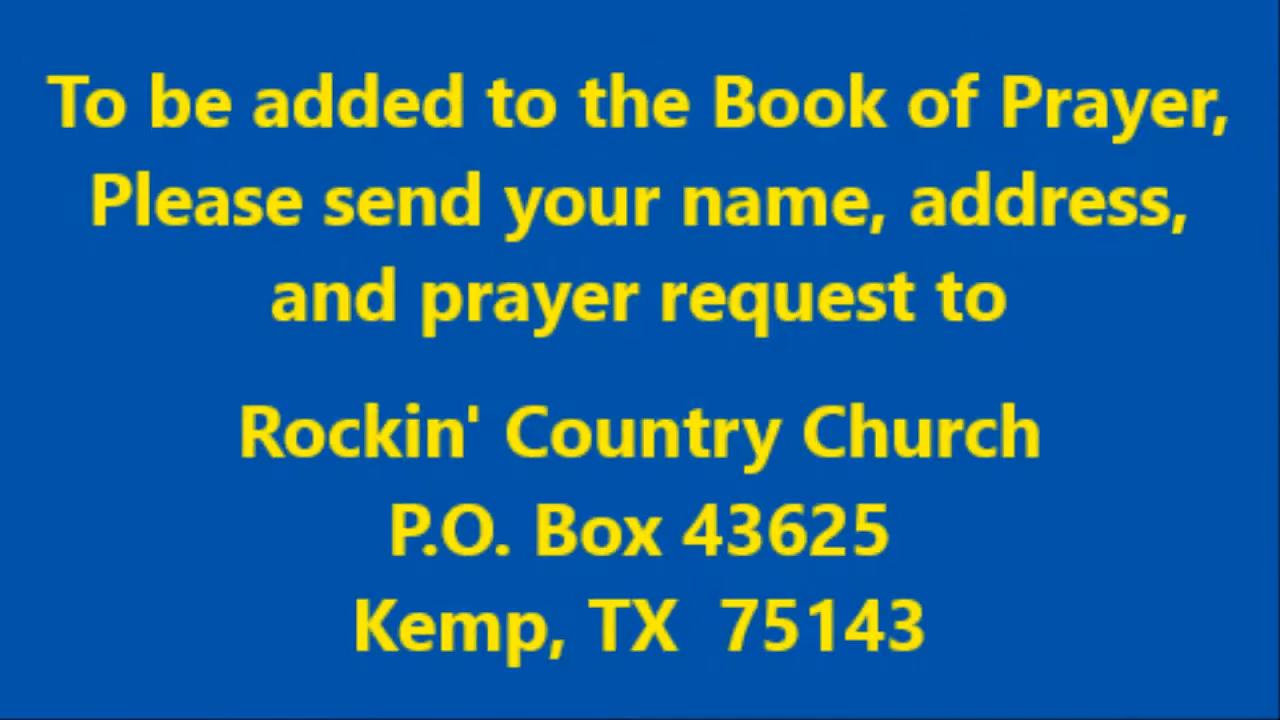 To be added to the Book of Prayer,
Please send your name, address,
and prayer request to
Rockin' Country Church
P.O. Box 43625
Kemp, TX  75143